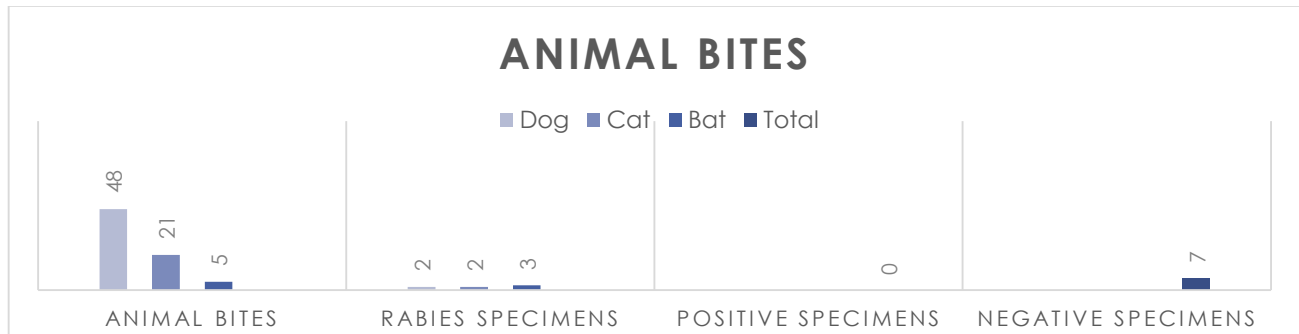 ANIMAL BITES
Dog Cat Bat Total
48
21
5
2
2
3
0
7
ANIMAL BITES RABIES SPECIMENS POSITIVE SPECIMENS NEGATIVE SPECIMENS